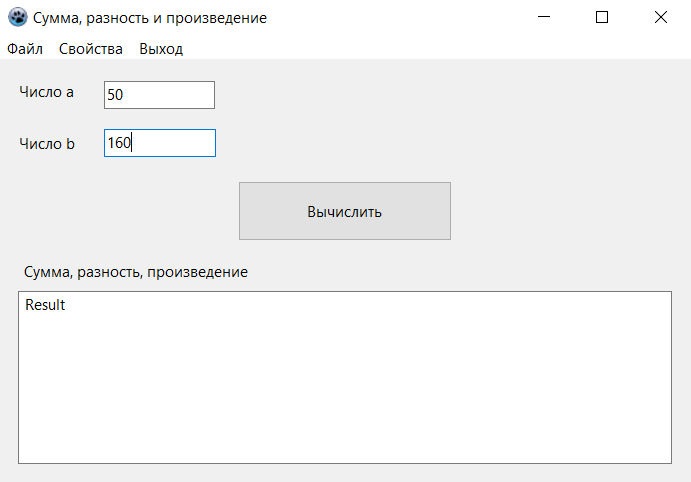 Сумма, разность и произведение
Файл Свойства Выход
Число a 50
Число b 160
Вычислить
Сумма, разность, произведение
Result